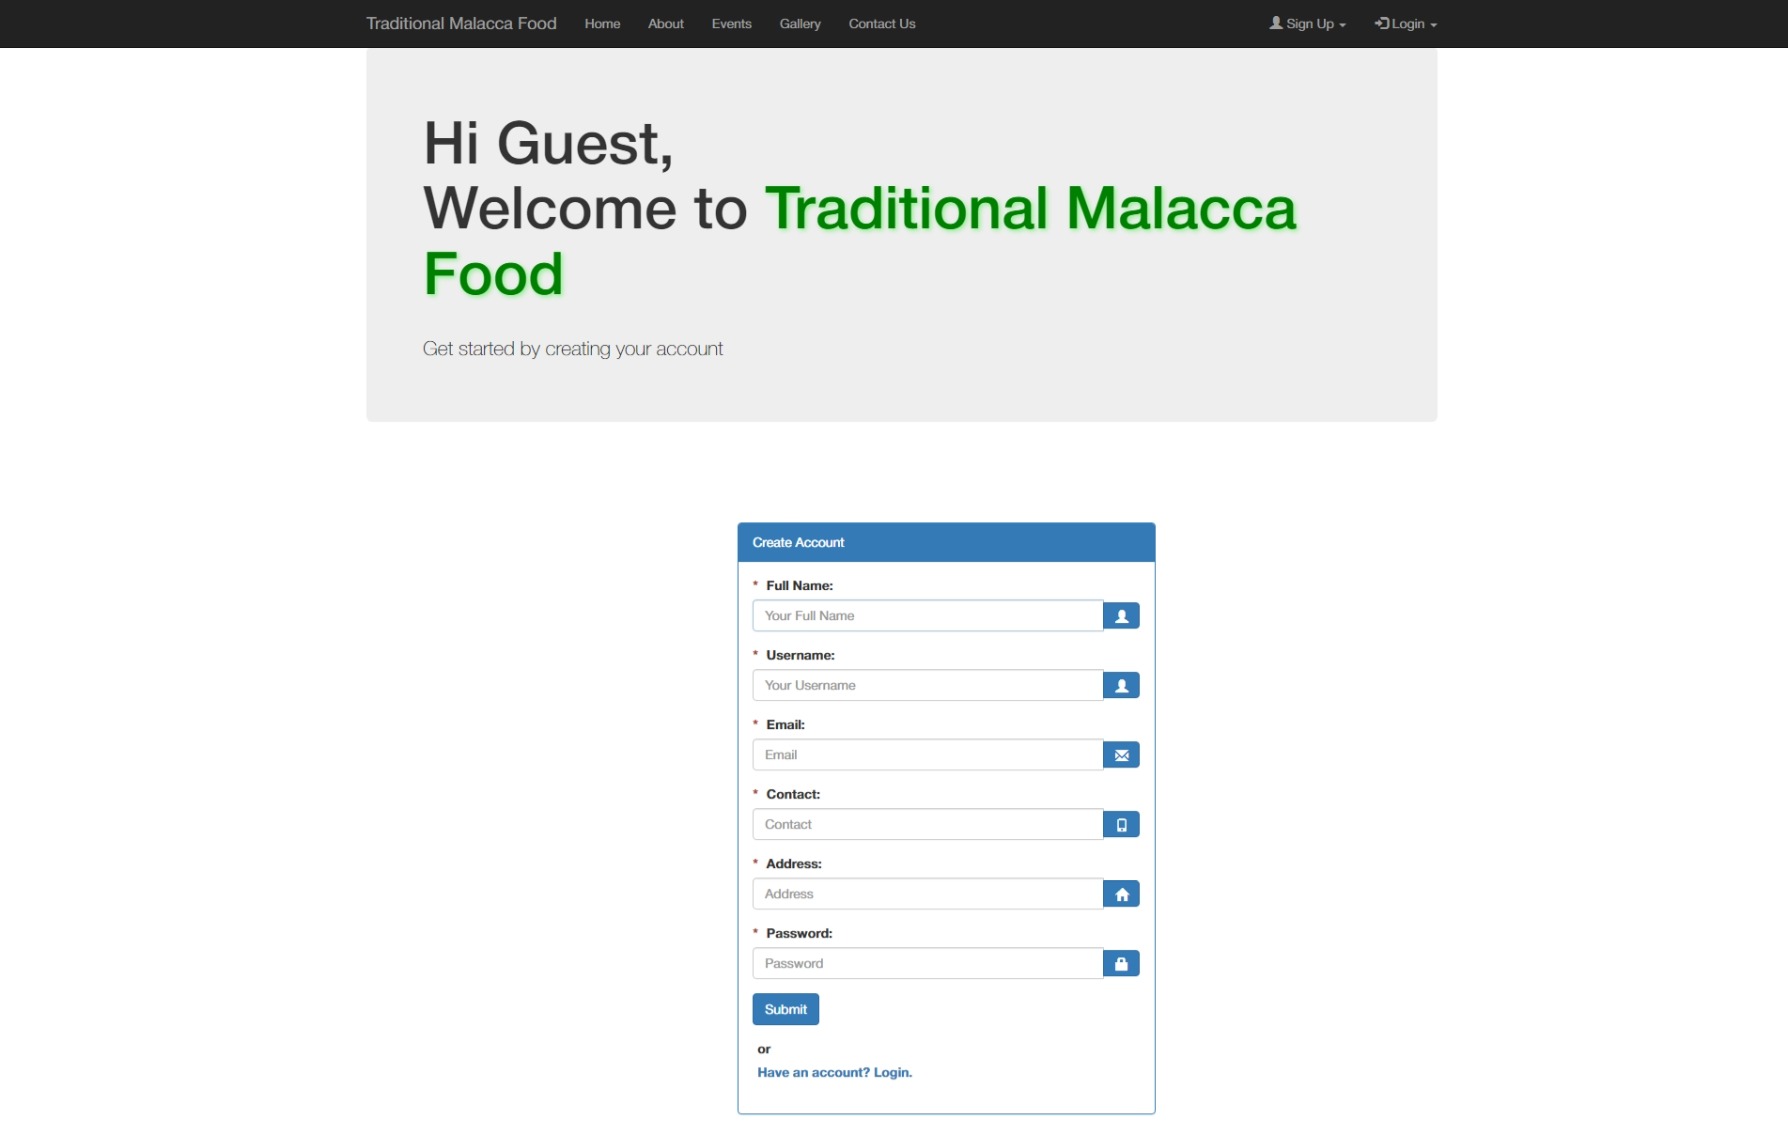 Traditional Malacca Food Home About Events Gallery Contact Us Sign Up Login
Hi Guest,
Welcome to Traditional Malacca
Food
Get started by creating your account
Create Account
* Full Name:
Your Full Name
* Username:
Your Username
* Email:
Email
* Contact:
Contact
* Address:
Address
* Password:
Password
Submit
or
Have an account? Login.